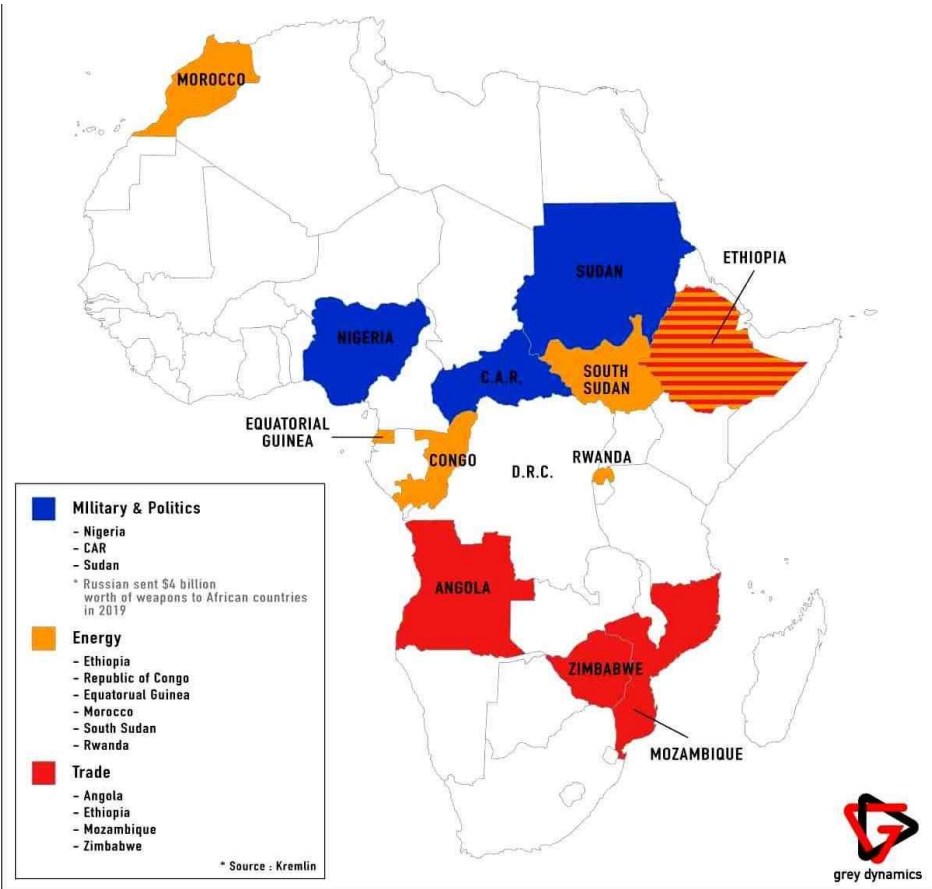 MOROCCO
SUDAN
ETHIOPIA
NIGERIA
C.A.R.
SOUTH
SUDAN
EQUATORIAL
GUINEA
CONGO
D.R.C.
RWANDA
ANGOLA
ZIMBABWE
MOZAMBIQUE
MIlitary & Politics
- Nigeria
- CAR
- Sudan
* Russian sent $4 billion
worth of weapons to African countries
in 2019
Energy
- Ethiopia
- Republic of Congo
- Equatorual Guinea
- Morocco
- South Sudan
- Rwanda
Trade
- Angola
- Ethiopia
- Mozambique
- Zimbabwe
* Source : Kremlin
grey dynamics